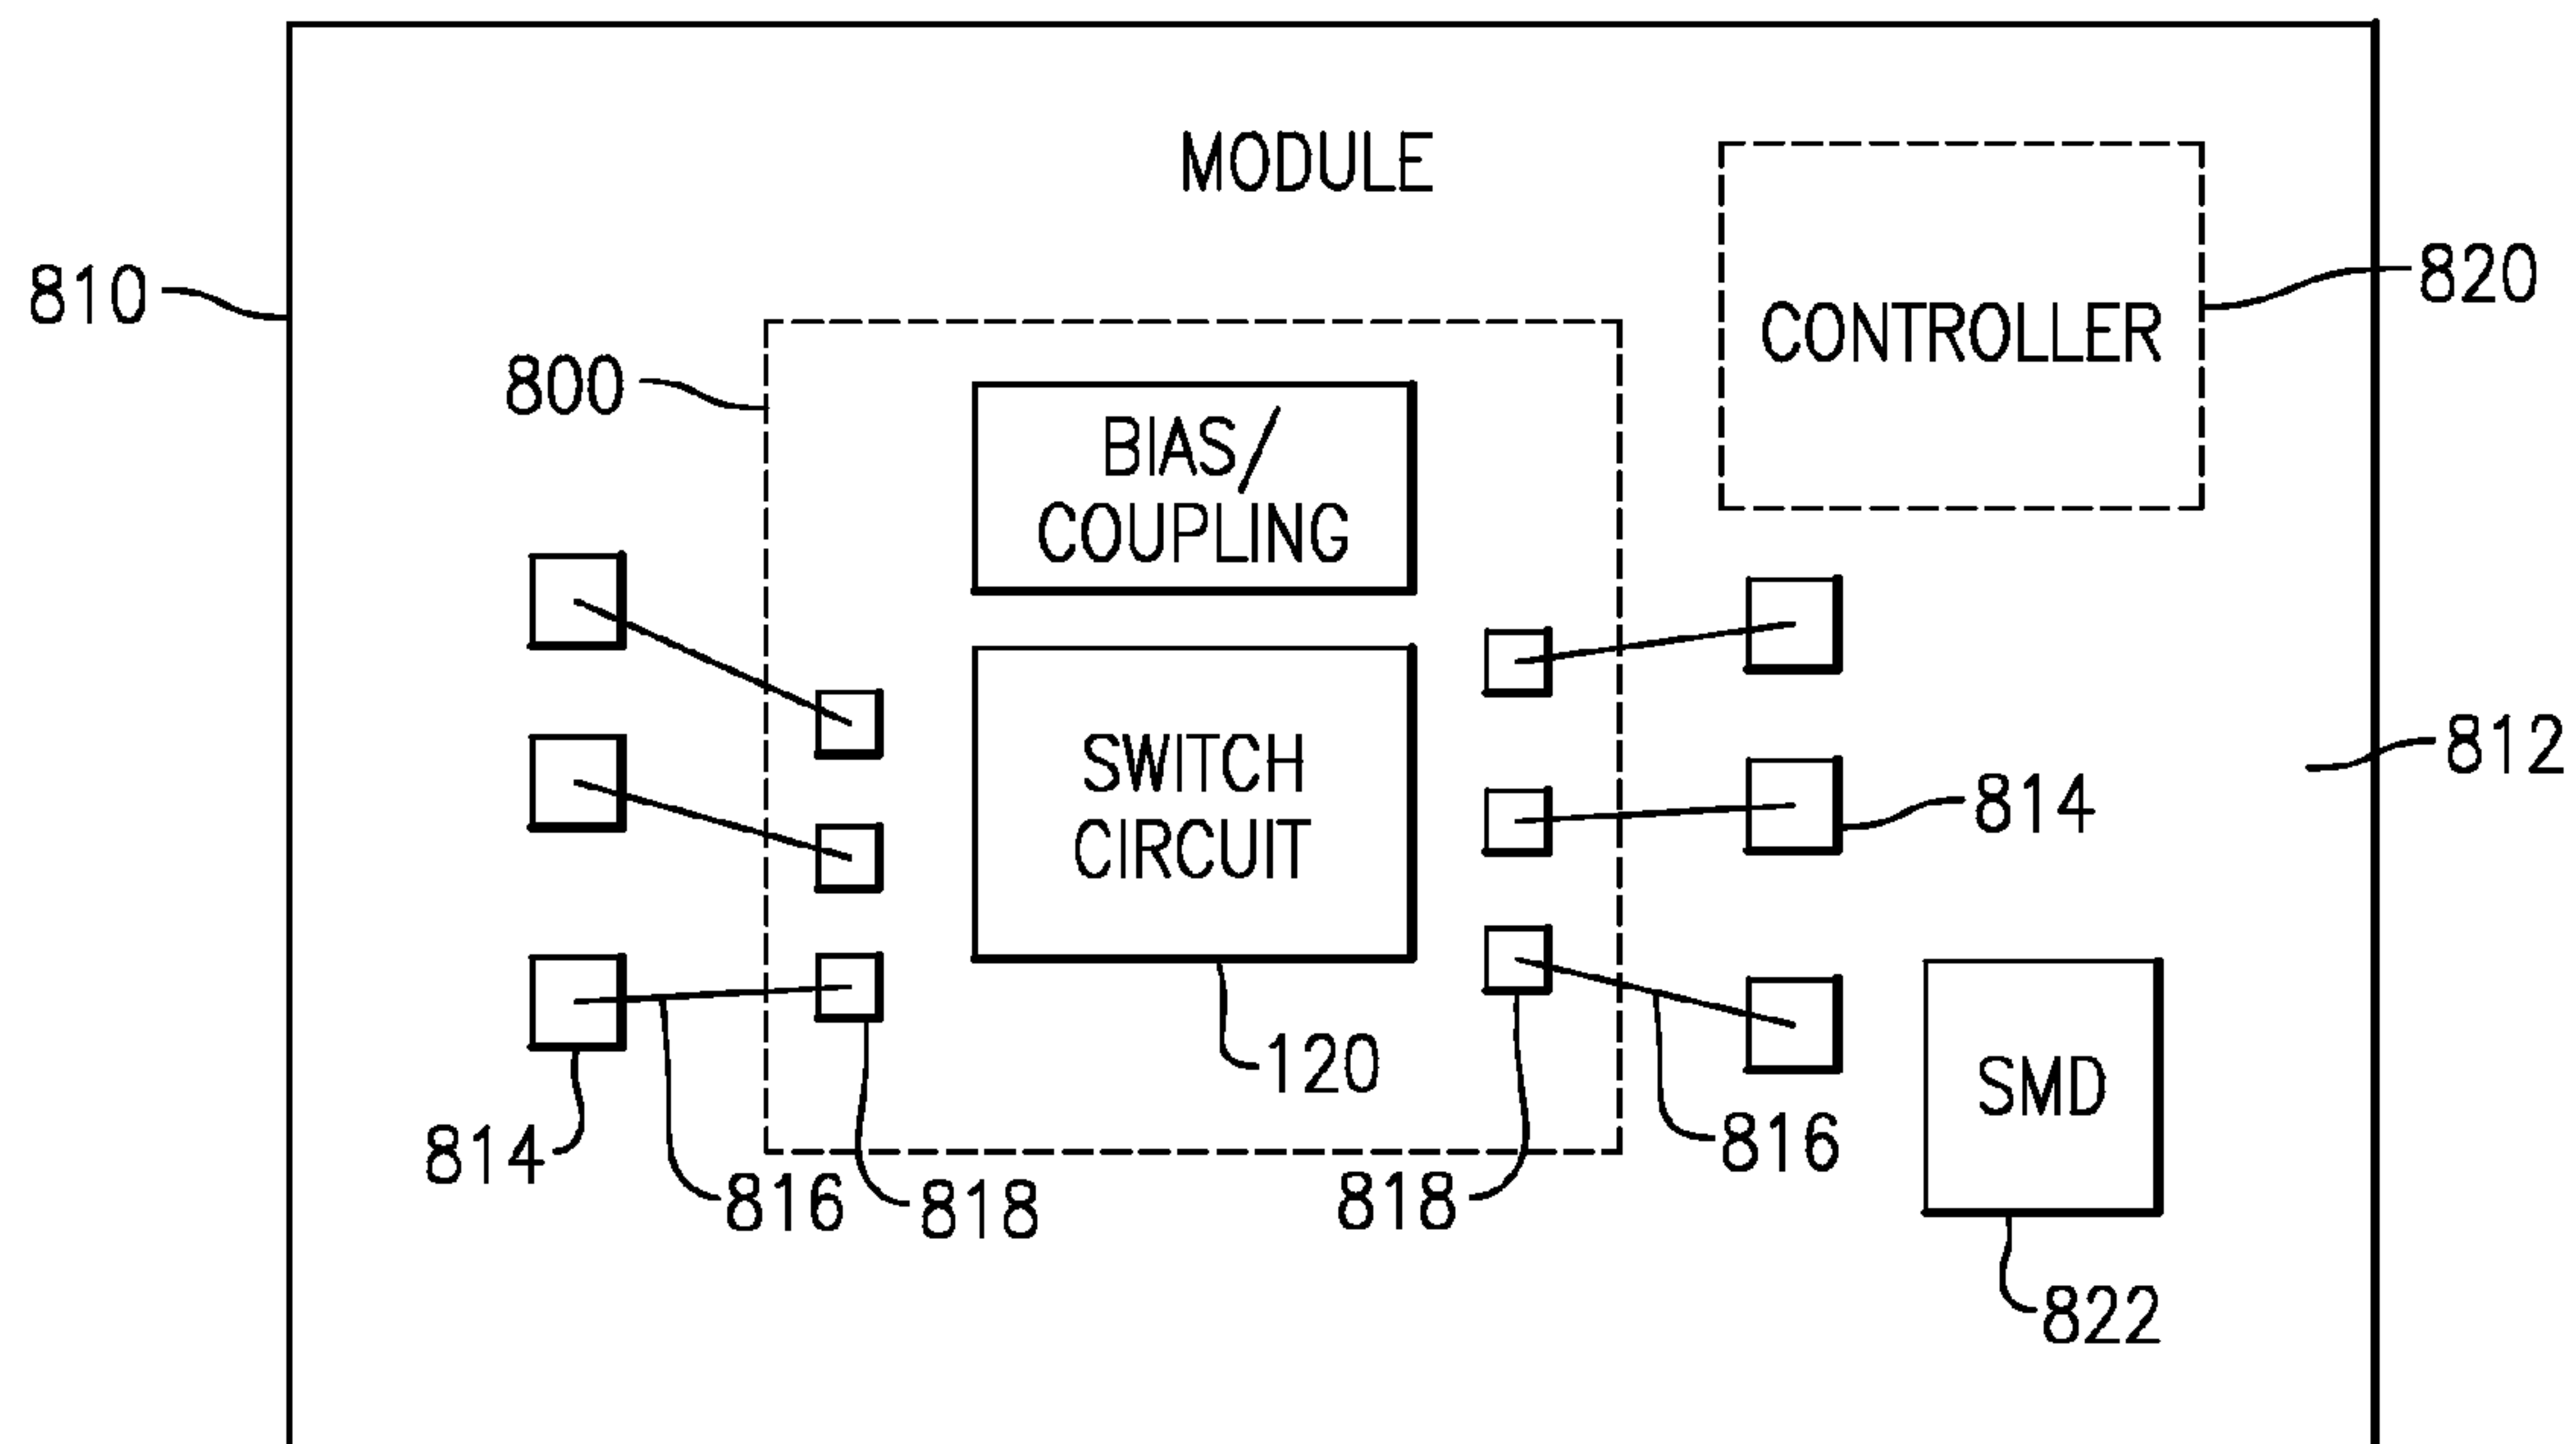 MODULE
810
820
CONTROLLER
800
BIAS/
COUPLING
SWITCH
CIRCUIT
812
814
120
SMD
814
816
818
818
816
822